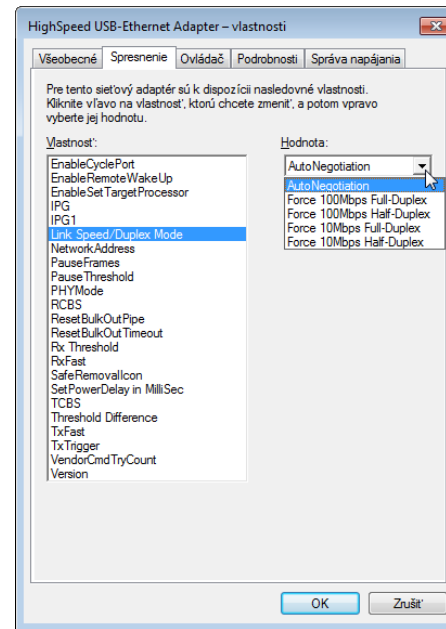 HighSpeed USB-Ethernet Adapter – vlastnosti
Všeobecné
Spresnenie
Ovládač
Podrobnosti
Správa napájania
Pre tento sieťový adaptér sú k dispozícii nasledovné vlastnosti.
Kliknite vľavo na vlastnosť, ktorú chcete zmeniť, a potom vpravo
vyberte jej hodnotu.
Vlastnosť:
EnableCyclePort
EnableRemoteWakeUp
EnableSetTargetProcessor
IPG
IPG1
Link Speed/Duplex Mode
NetworkAddress
PauseFrames
PauseThreshold
PHYMode
RCBS
ResetBulkOutPipe
ResetBulkOutTimeout
Rx Threshold
RxFast
SafeRemovalIcon
SetPowerDelay in MilliSec
TCBS
Threshold Difference
TxFast
TxTrigger
VendorCmdTryCount
Version
Hodnota:
AutoNegotiation
AutoNegotiation
Force 100Mbps Full-Duplex
Force 100Mbps Half-Duplex
Force 10Mbps Full-Duplex
Force 10Mbps Half-Duplex
OK
Zrušiť